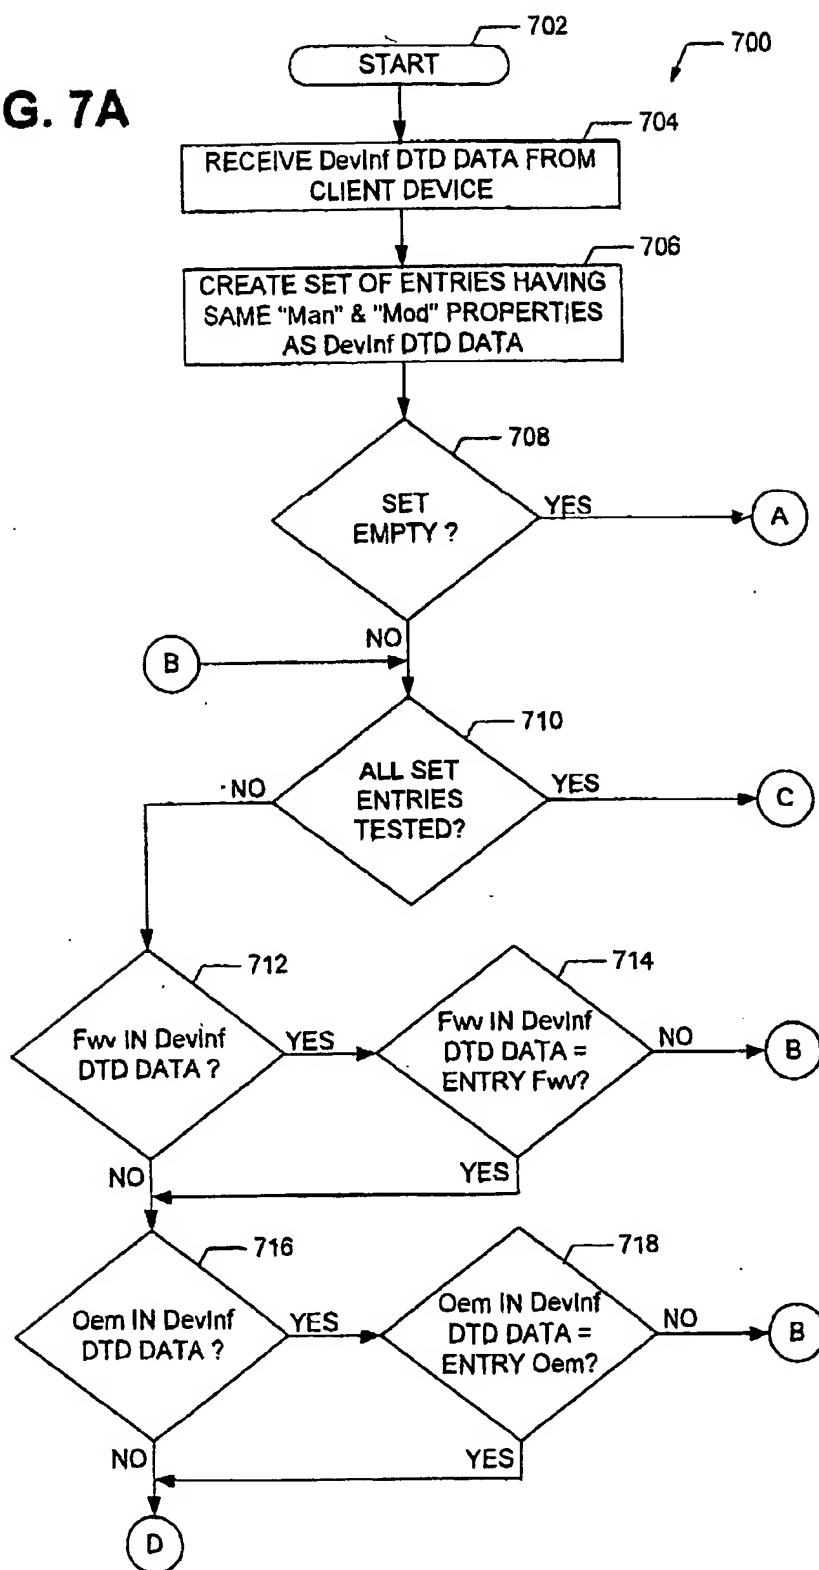 702
START
700
G. 7A
704
RECEIVE DevInf DTD DATA FROM
CLIENT DEVICE
706
CREATE SET OF ENTRIES HAVING
SAME "Man" & "Mod" PROPERTIES
AS DevInf DTD DATA
708
SET
EMPTY ?
YES
A
NO
B
710
ALL SET
ENTRIES
TESTED?
NO
YES
C
712
Fwv IN DevInf
DTD DATA ?
YES
714
Fwv IN DevInf
DTD DATA =
ENTRY Fwv?
NO
B
NO
YES
716
Oem IN DevInf
DTD DATA ?
YES
718
Oem IN DevInf
DTD DATA =
ENTRY Oem?
NO
B
NO
YES
D